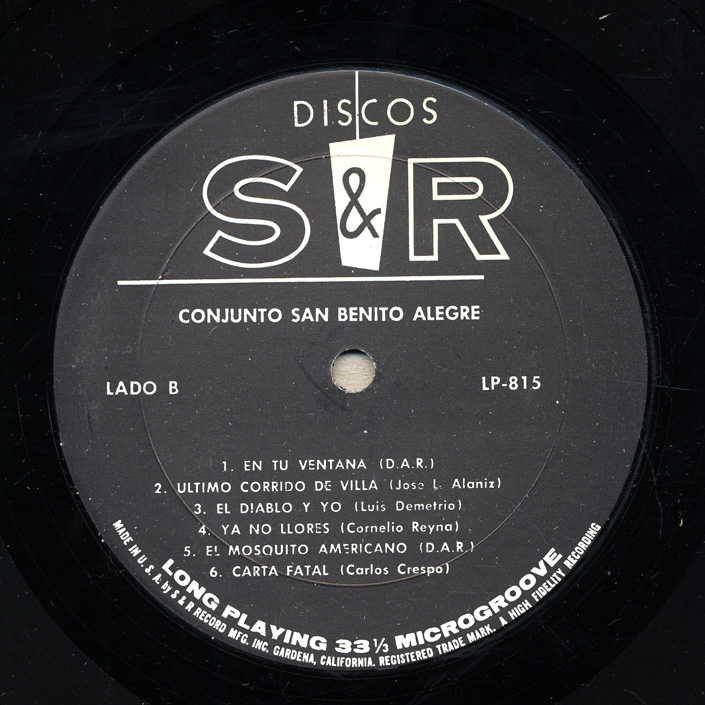 DISCOS
S & R
CONJUNTO SAN BENITO ALEGRE
LADO B
LP-815
1. EN TU VENTANA (D.A.R.)
2. ULTIMO CORRIDO DE VILLA (Jose L. Alaniz)
3. EL DIABLO Y YO (Luis Demetrio)
4. YA NO LLORES (Cornelio Reyna)
5. EL MOSQUITO AMERICANO (D.A.R.)
6. CARTA FATAL (Carlos Crespo)
LONG PLAYING 33 1/3 MICROGROOVE
MADE IN U.S.A. by S & R RECORD MFG. INC. GARDENA, CALIFORNIA. REGISTERED TRADE MARK. A HIGH FIDELITY RECORDING